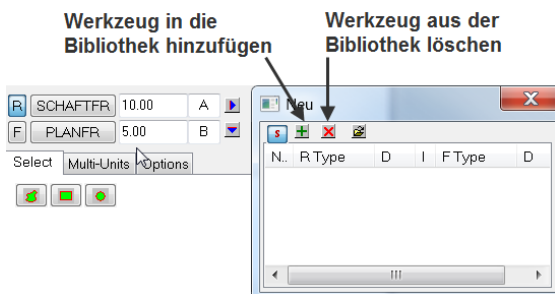 Werkzeug in die
Bibliothek hinzufügen
Werkzeug aus der
Bibliothek löschen
R SCHAFTFR 10.00 A
F PLANFR 5.00 B
Select Multi-Units Options
Neu
S
N.. R Type D I F Type D